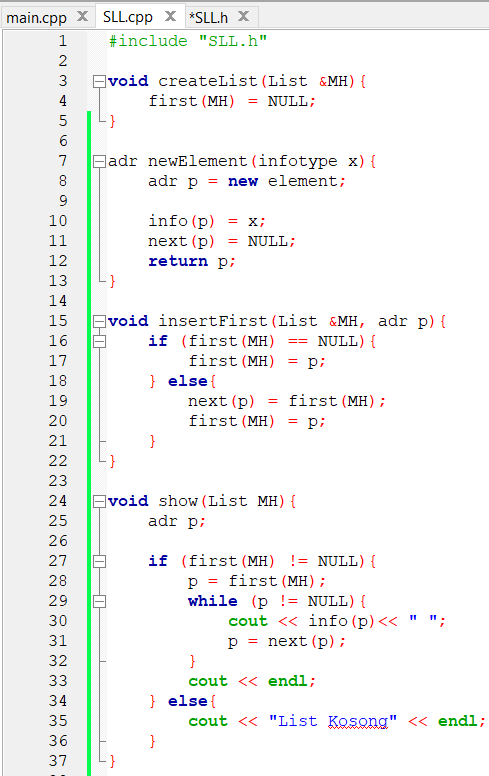 main.cpp X SLL.cpp X *SLL.h X
1 #include "SLL.h"
2
3 void createList(List &MH){
4     first(MH) = NULL;
5 }
6
7 adr newElement(infotype x){
8     adr p = new element;
9
10     info(p) = x;
11     next(p) = NULL;
12     return p;
13 }
14
15 void insertFirst(List &MH, adr p){
16     if (first(MH) == NULL){
17         first(MH) = p;
18     } else{
19         next(p) = first(MH);
20         first(MH) = p;
21     }
22 }
23
24 void show(List MH){
25     adr p;
26
27     if (first(MH) != NULL){
28         p = first(MH);
29         while (p != NULL){
30             cout << info(p)<< " ";
31             p = next(p);
32         }
33         cout << endl;
34     } else{
35         cout << "List Kosong" << endl;
36     }
37 }